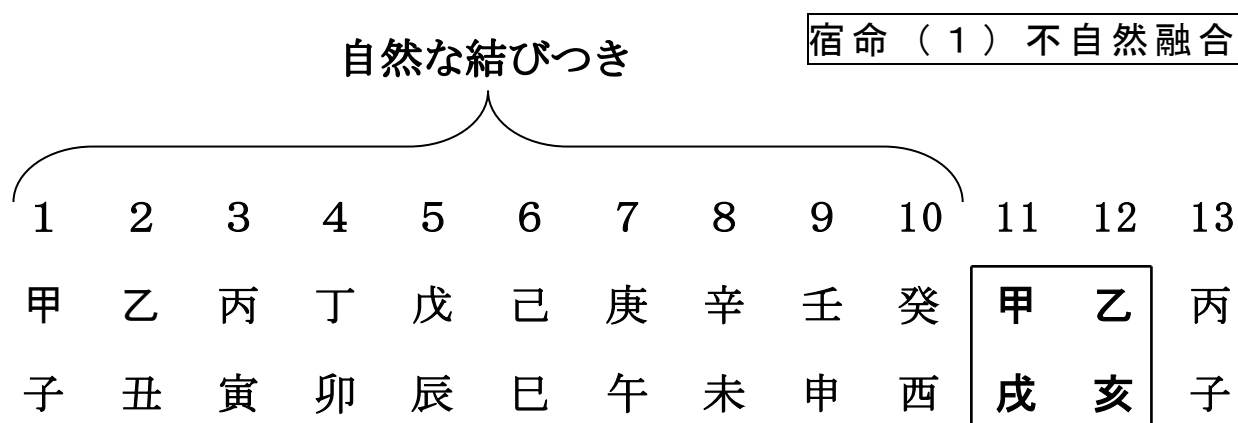 宿命（１）不自然融合
自然な結びつき
1 2 3 4 5 6 7 8 9 10 11 12 13
甲 乙 丙 丁 戊 己 庚 辛 壬 癸 甲 乙 丙
子 丑 寅 卯 辰 巳 午 未 申 酉 戌 亥 子